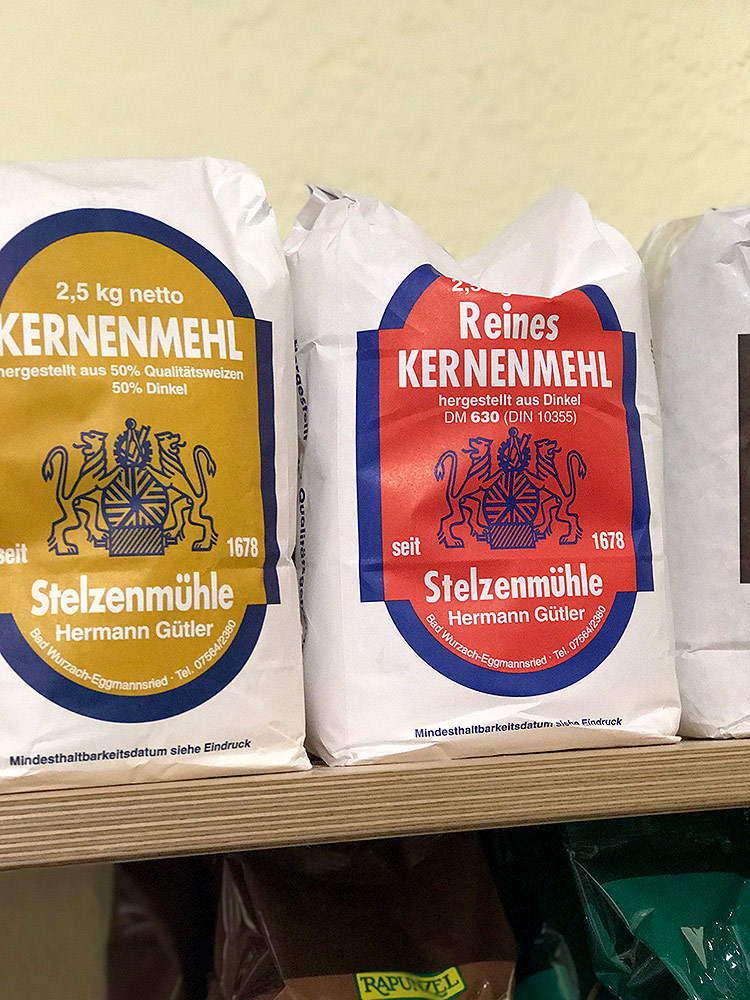 2,5 kg netto
KERNENMEHL
hergestellt aus 50% Qualitätsweizen
50% Dinkel
seit 1678
Stelzenmühle
Hermann Gütler
Bad Wurzach-Eggmannsried · Tel. 07564/2380
Mindesthaltbarkeitsdatum siehe Eindruck
Reines
KERNENMEHL
hergestellt aus Dinkel
DM 630 (DIN 10355)
seit 1678
Stelzenmühle
Hermann Gütler
Bad Wurzach-Eggmannsried · Tel. 07564/2380
Mindesthaltbarkeitsdatum siehe Eindruck
RAPUNZEL